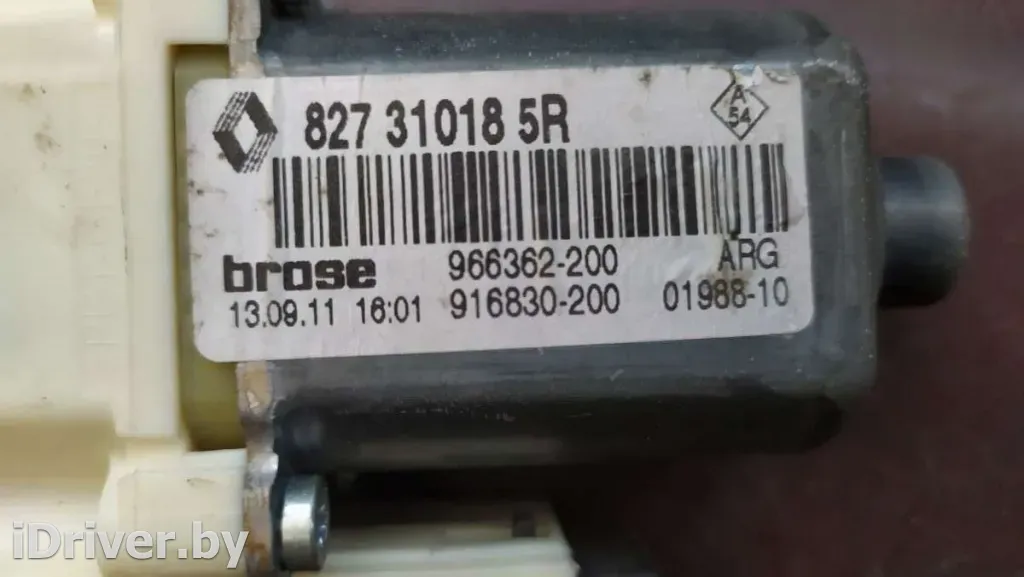 827 31018 5R
A
54
brose
966362-200
ARG
13.09.11 16:01
916830-200
01988-10
iDriver.by